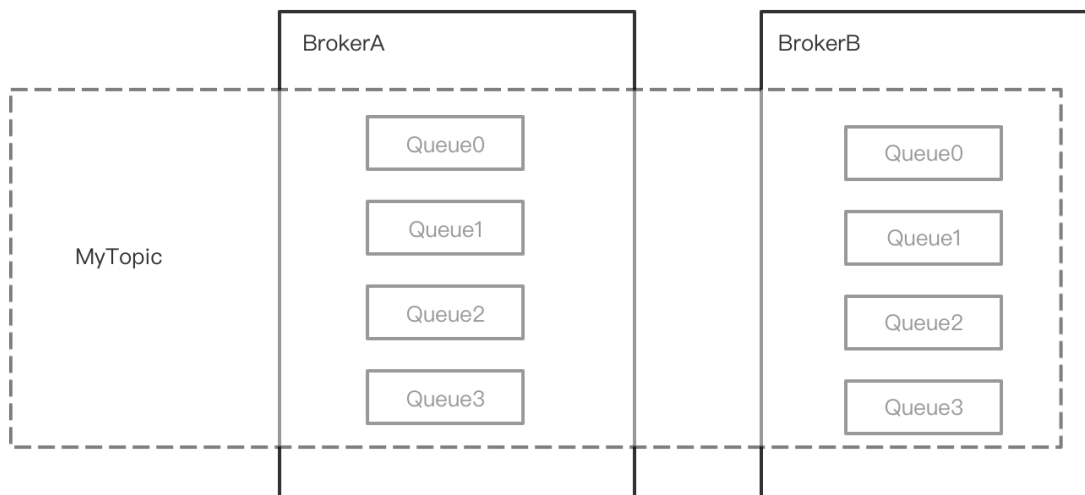 BrokerA
BrokerB
MyTopic
Queue0
Queue1
Queue2
Queue3
Queue0
Queue1
Queue2
Queue3